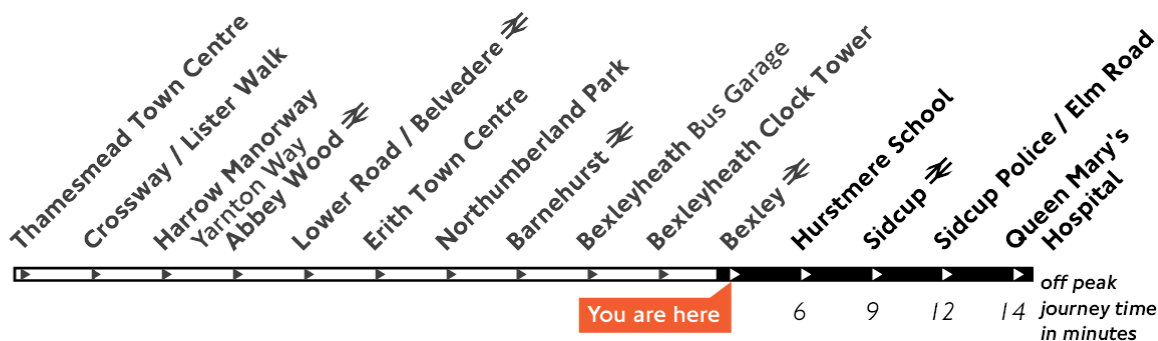 Thamesmead Town Centre
Crossway / Lister Walk
Harrow Manorway
Yarnton Way
Abbey Wood
Lower Road / Belvedere
Erith Town Centre
Northumberland Park
Barnehurst
Bexleyheath Bus Garage
Bexleyheath Clock Tower
Bexley
Hurstmere School
Sidcup
Sidcup Police / Elm Road
Queen Mary's
Hospital
You are here
6 9 12 14
off peak
journey time
in minutes